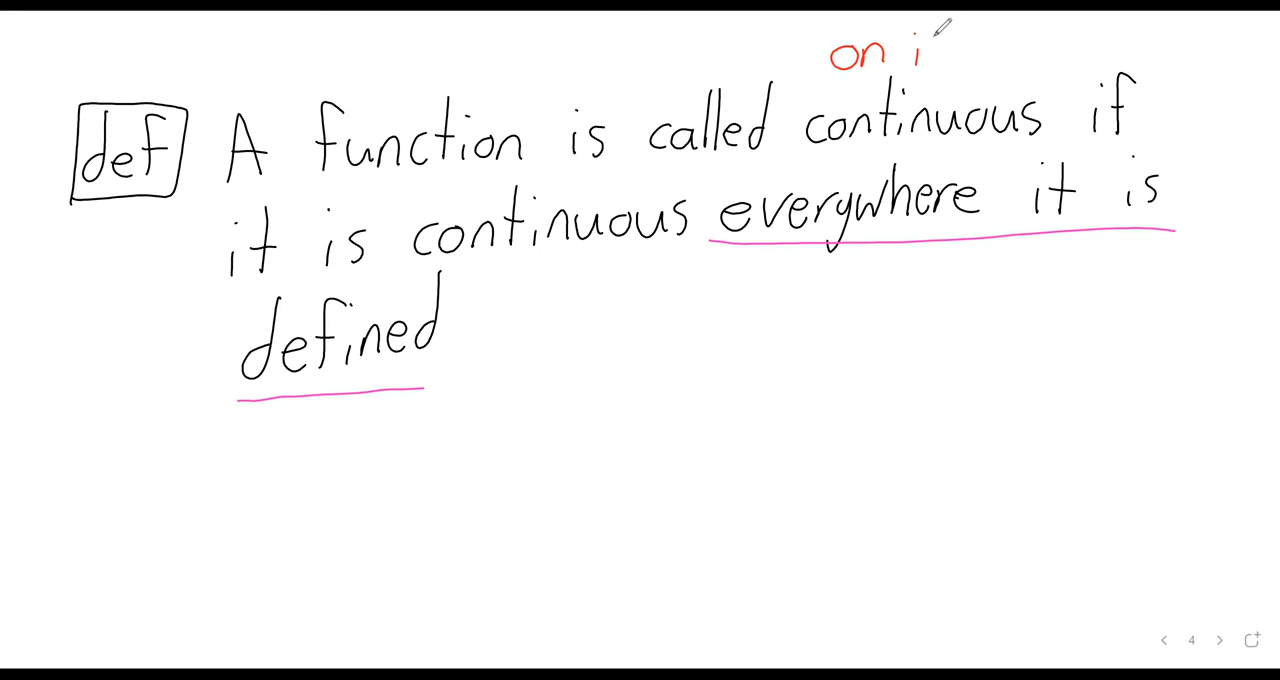 on i
def A function is called continuous if
it is continuous everywhere it is
defined
4